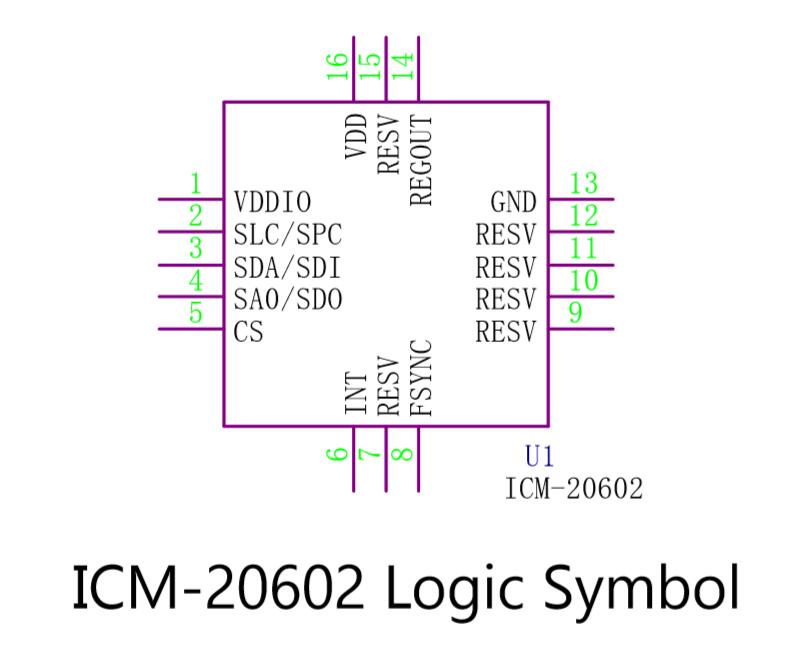 16 15 14
VDD RESV REGOUT
1 VDDIO
2 SLC/SPC
3 SDA/SDI
4 SAO/SDO
5 CS
GND 13
RESV 12
RESV 11
RESV 10
RESV 9
INT RESV FSYNC
6 7 8
U1
ICM-20602
ICM-20602 Logic Symbol